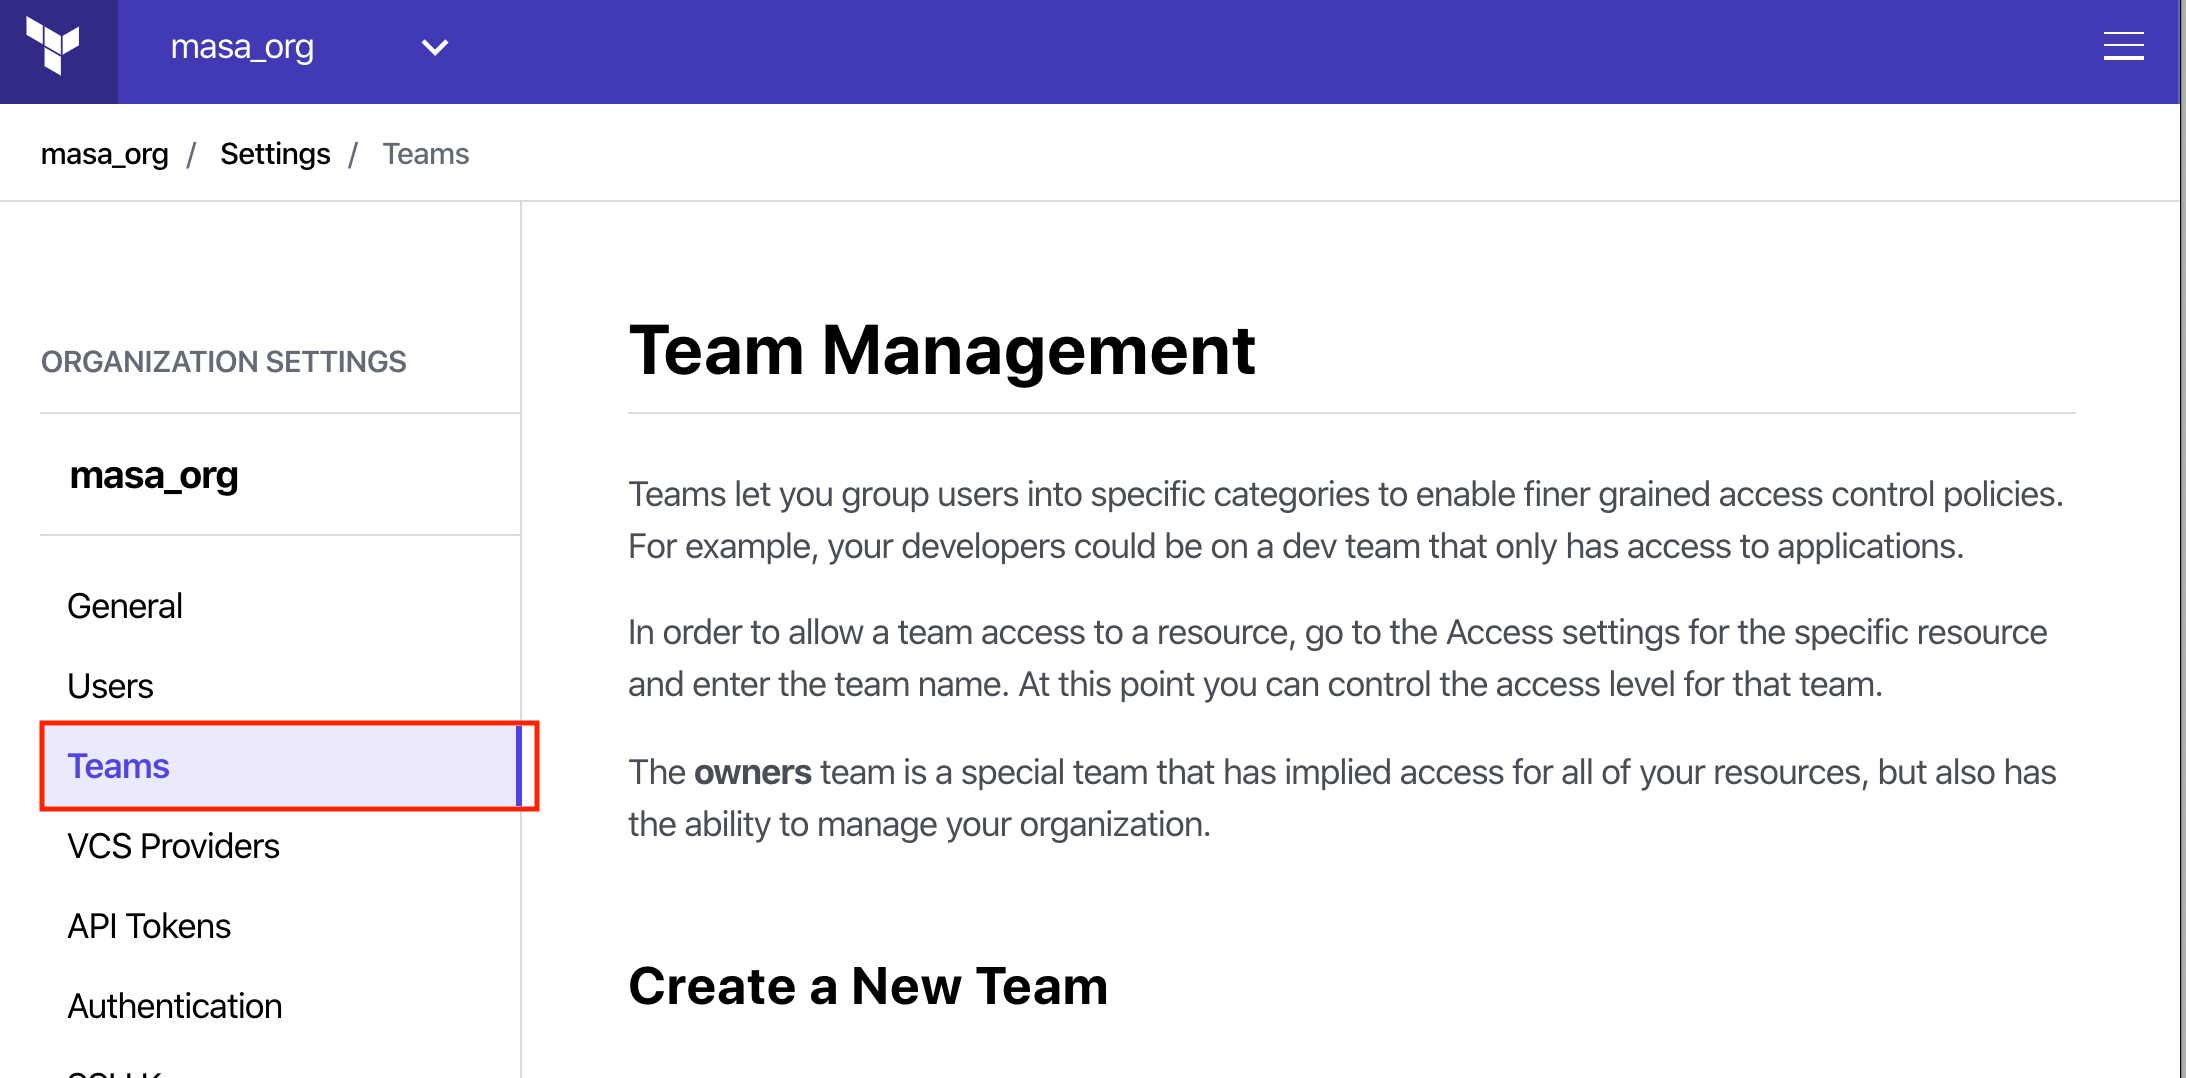 masa_org
masa_org / Settings / Teams
ORGANIZATION SETTINGS
masa_org
General
Users
Teams
VCS Providers
API Tokens
Authentication
Team Management
Teams let you group users into specific categories to enable finer grained access control policies.
For example, your developers could be on a dev team that only has access to applications.
In order to allow a team access to a resource, go to the Access settings for the specific resource
and enter the team name. At this point you can control the access level for that team.
The owners team is a special team that has implied access for all of your resources, but also has
the ability to manage your organization.
Create a New Team